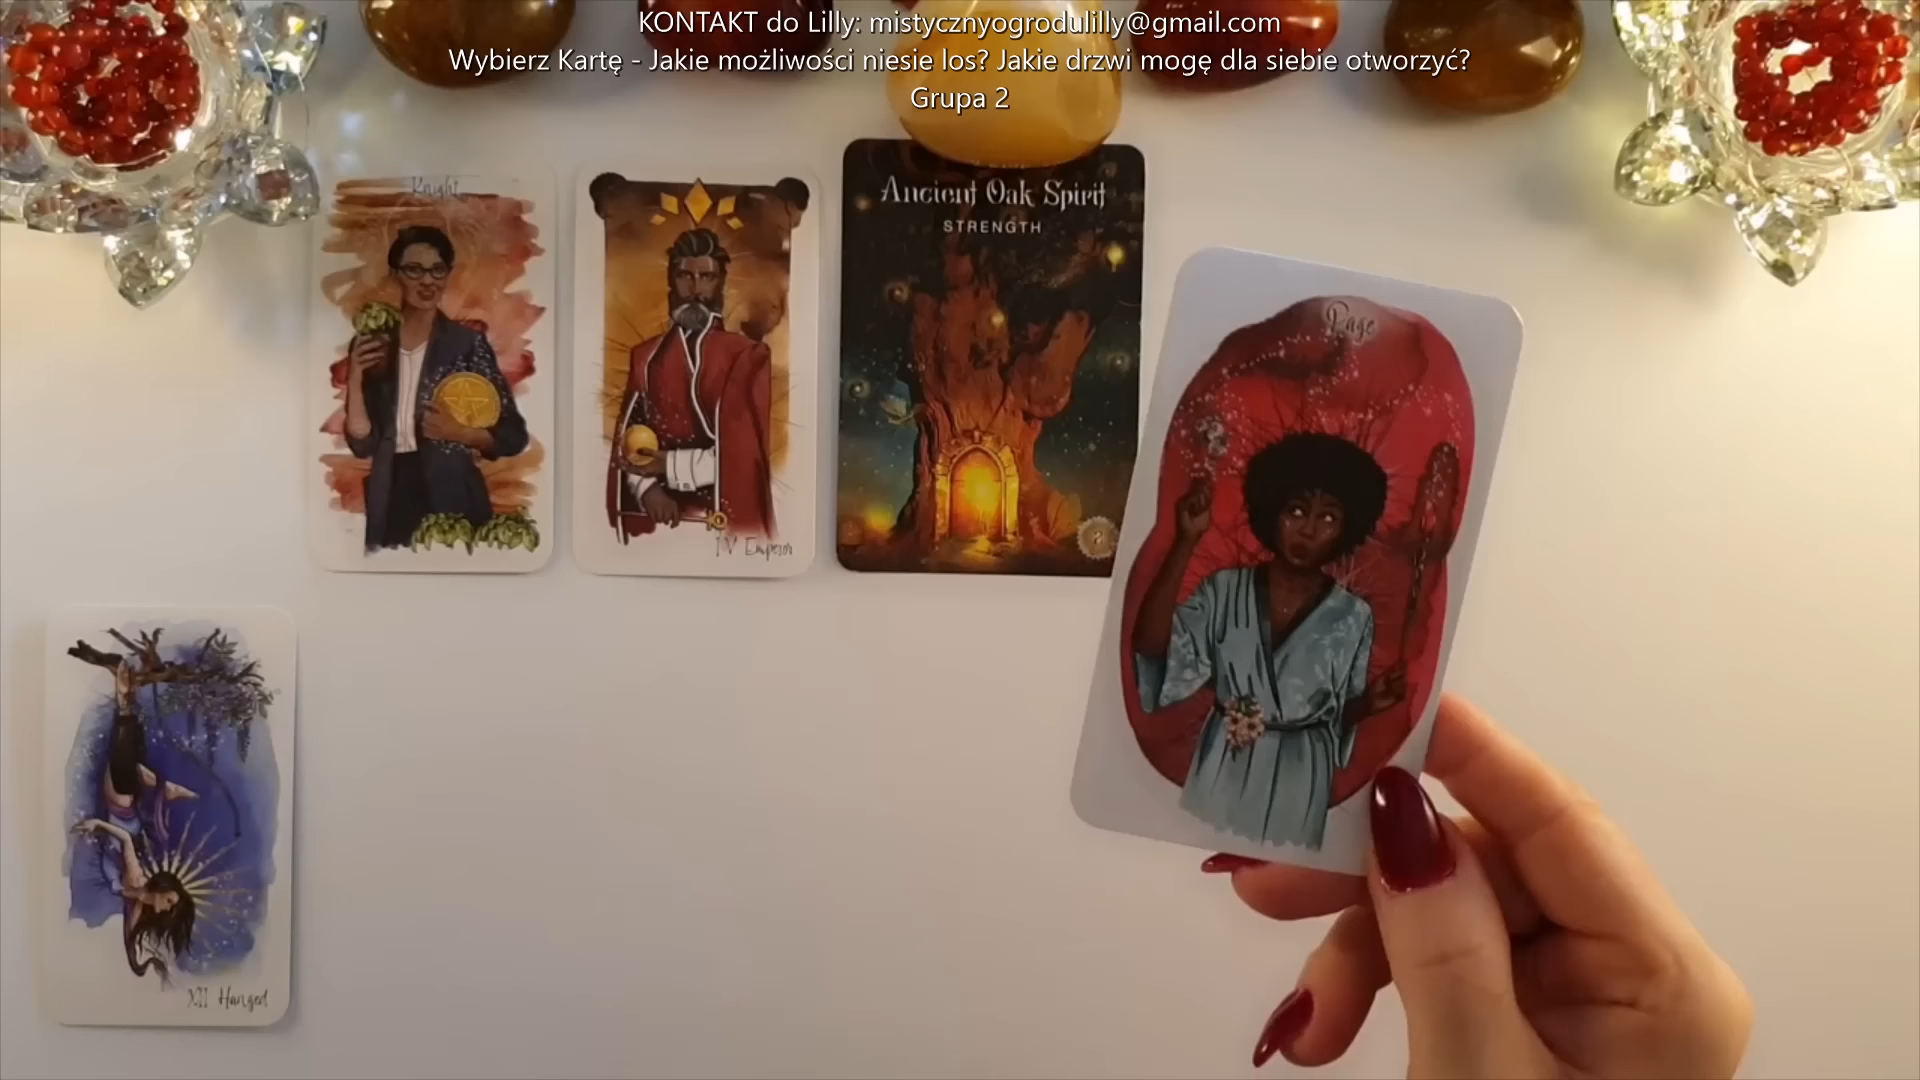 KONTAKT do Lilly: mistycznyogrodulilly@gmail.com
Wybierz Kartę - Jakie możliwości niesie los? Jakie drzwi mogę dla siebie otworzyć?
Grupa 2
Knight
Ancient Oak Spirit
STRENGTH
Page
IV Emperor
XII Hanged